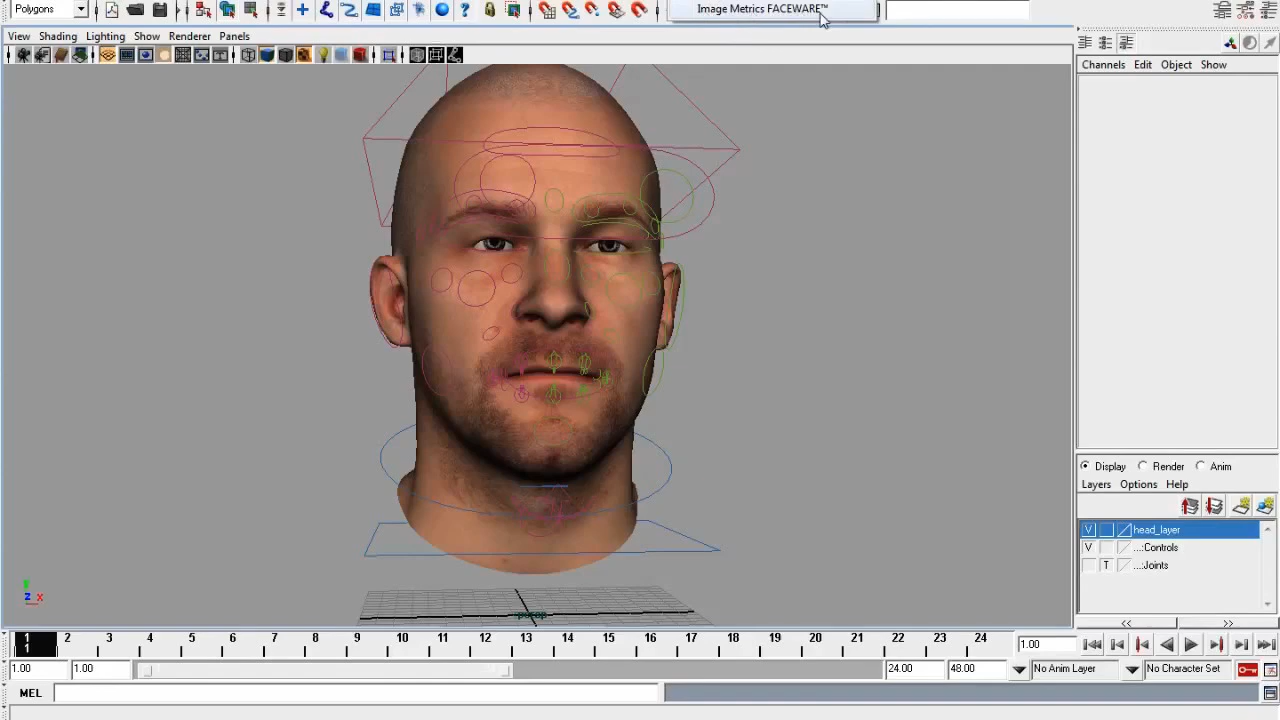 Polygons
Image Metrics FACEWARE™
View Shading Lighting Show Renderer Panels
Channels Edit Object Show
Display Render Anim
Layers Options Help
V head_layer
V ...:Controls
T ...:Joints
persp
1 2 3 4 5 6 7 8 9 10 11 12 13 14 15 16 17 18 19 20 21 22 23 24
1
1.00
1.00 1.00 24.00 48.00 No Anim Layer No Character Set
MEL